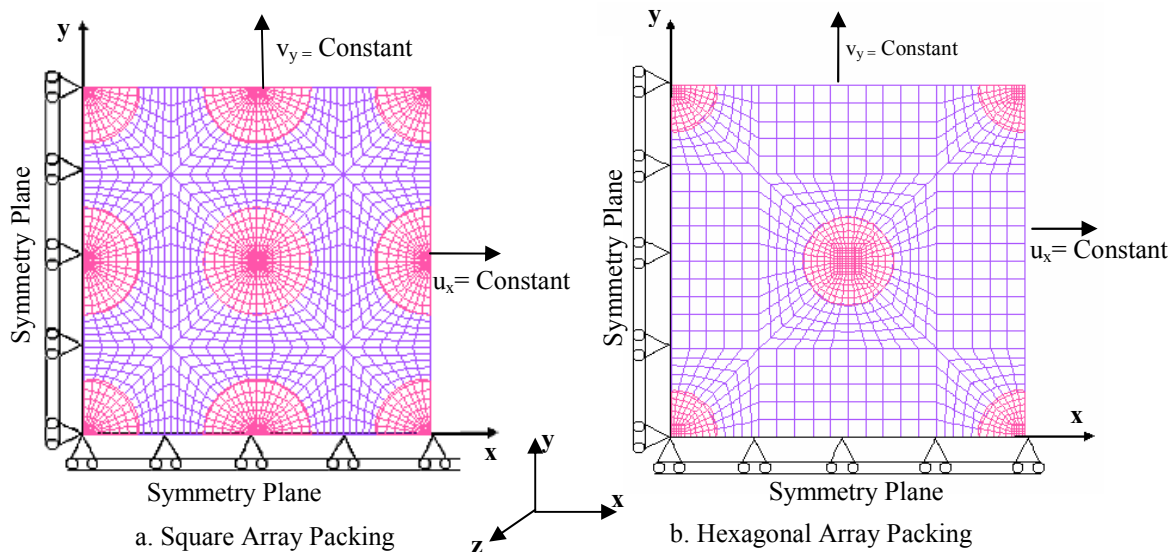 y
v_y = Constant
Symmetry Plane
u_x= Constant
x
Symmetry Plane
a. Square Array Packing
y
x
z
y
v_y = Constant
Symmetry Plane
u_x= Constant
x
Symmetry Plane
b. Hexagonal Array Packing